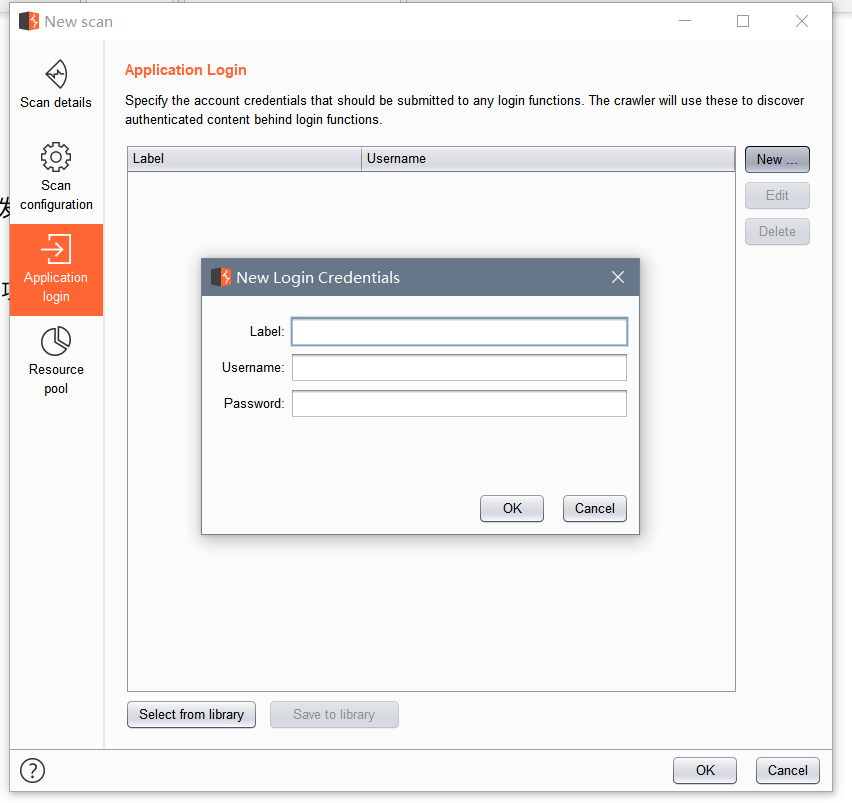 New scan
Scan details
Scan
configuration
Application
login
Resource
pool
Application Login
Specify the account credentials that should be submitted to any login functions. The crawler will use these to discover
authenticated content behind login functions.
Label Username
New ...
Edit
Delete
New Login Credentials
Label:
Username:
Password:
OK Cancel
Select from library Save to library
? OK Cancel